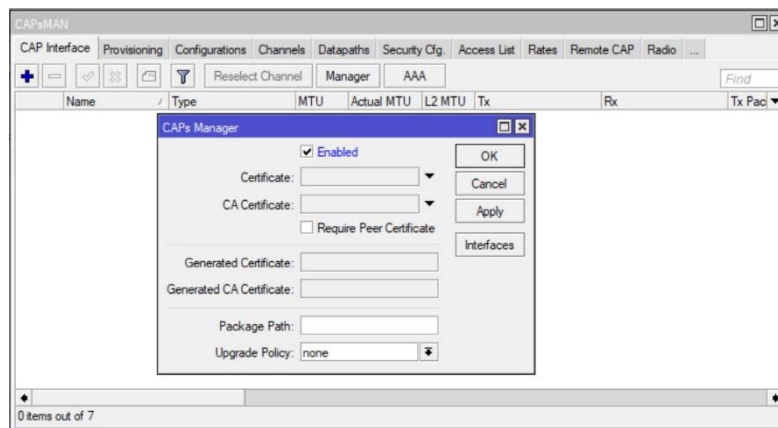 CAPsMAN
CAP Interface Provisioning Configurations Channels Datapaths Security Cfg. Access List Rates Remote CAP Radio ...
Reselect Channel Manager AAA Find
Name / Type MTU Actual MTU L2 MTU Tx Rx Tx Pac
CAPs Manager
Enabled
OK
Certificate:
Cancel
CA Certificate:
Apply
Require Peer Certificate
Interfaces
Generated Certificate:
Generated CA Certificate:
Package Path:
Upgrade Policy: none
0 items out of 7